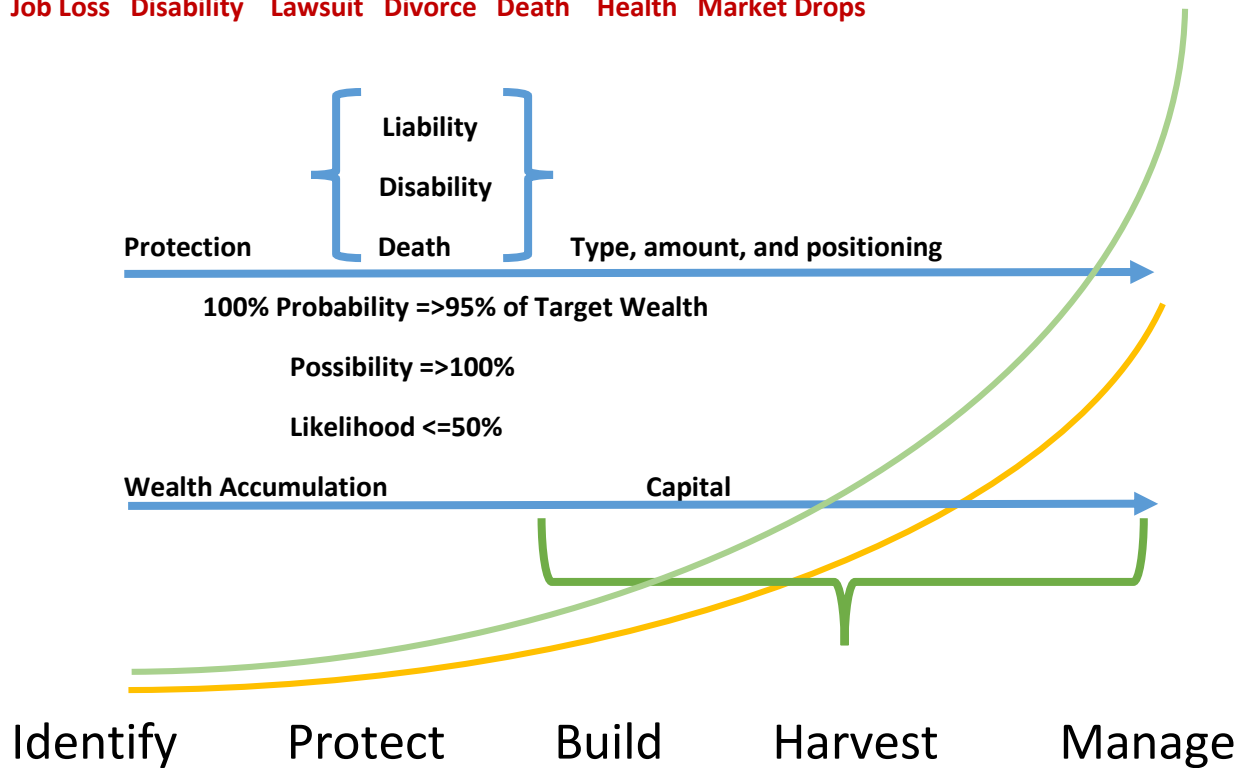 Job Loss Disability Lawsuit Divorce Death Health Market Drops
Liability
Disability
Protection Death Type, amount, and positioning
100% Probability =>95% of Target Wealth
Possibility =>100%
Likelihood <=50%
Wealth Accumulation Capital
Identify Protect Build Harvest Manage